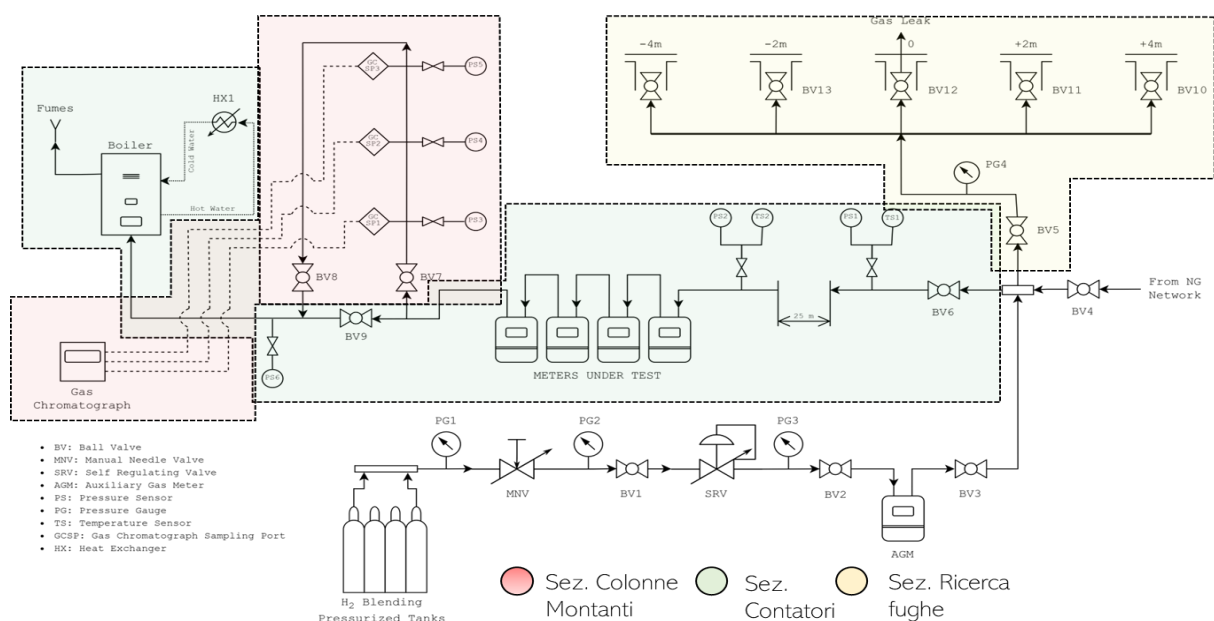 Gas Leak
-4m
-2m
0
+2m
+4m
BV13
BV12
BV11
BV10
GC
SP3
PS5
HX1
Fumes
Boiler
Cold Water
Hot Water
GC
SP2
PS4
GC
SP1
PS3
PG4
BV5
PS2
TS2
PS1
TS1
BV8
BV7
From NG
Network
BV4
BV6
25 m
BV9
METERS UNDER TEST
PS6
Gas
Chromatograph
PG1
PG2
PG3
MNV
BV1
SRV
BV2
BV3
AGM
• BV: Ball Valve
• MNV: Manual Needle Valve
• SRV: Self Regulating Valve
• AGM: Auxiliary Gas Meter
• PS: Pressure Sensor
• PG: Pressure Gauge
• TS: Temperature Sensor
• GCSP: Gas Chromatograph Sampling Port
• HX: Heat Exchanger
H₂ Blending
Pressurized Tanks
Sez. Colonne
Montanti
Sez.
Contatori
Sez. Ricerca
fughe